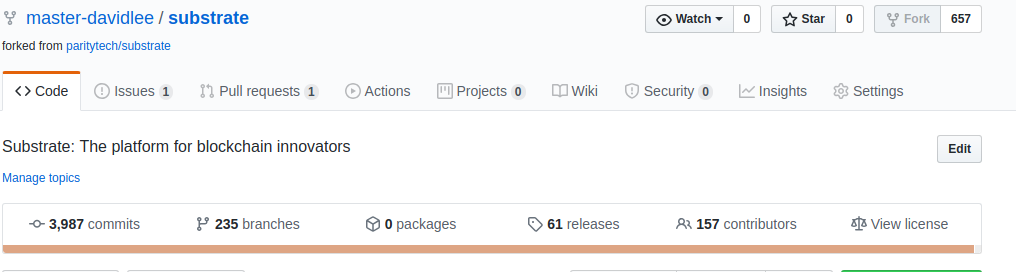 master-davidlee / substrate Watch 0 Star 0 Fork 657
forked from paritytech/substrate
Code Issues 1 Pull requests 1 Actions Projects 0 Wiki Security 0 Insights Settings
Substrate: The platform for blockchain innovators Edit
Manage topics
3,987 commits 235 branches 0 packages 61 releases 157 contributors View license